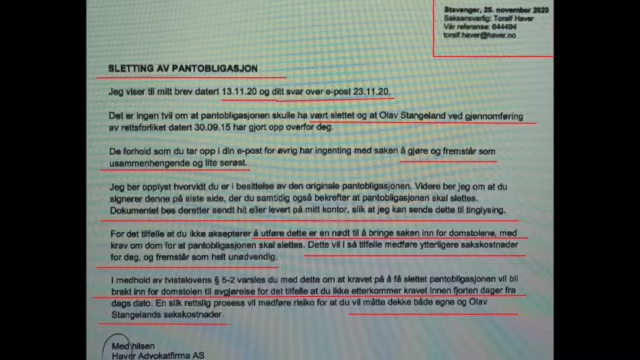 Stavanger, 25. november 2020
Saksansvarlig: Torolf Haver
Vår referanse: 644494
torolf.haver@haver.no
SLETTING AV PANTOBLIGASJON
Jeg viser til mitt brev datert 13.11.20 og ditt svar over e-post 23.11.20.
Det er ingen tvil om at pantobligasjonen skulle ha vært slettet og at Olav Stangeland ved gjennomføring
av rettsforliket datert 30.09.15 har gjort opp overfor deg.
De forhold som du tar opp i din e-post for øvrig har ingenting med saken å gjøre og fremstår som
usammenhengende og lite serøst.
Jeg ber opplyst hvorvidt du er i besittelse av den originale pantobligasjonen. Videre ber jeg om at du
signerer denne på siste side, der du samtidig også bekrefter at pantobligasjonen skal slettes.
Dokumentet bes deretter sendt hit eller levert på mitt kontor, slik at jeg kan sende dette til tinglysing.
For det tilfelle at du ikke aksepterer å utføre dette er en nødt til å bringe saken inn for domstolene, med
krav om dom for at pantobligasjonen skal slettes. Dette vil i så tilfelle medføre ytterligere sakskostnader
for deg, og fremstår som helt unødvendig.
I medhold av tvistelovens § 5-2 varsles du med dette om at kravet på å få slettet pantobligasjonen vil bli
brakt inn for domstolen til avgjørelse for det tilfelle at du ikke etterkommer kravet innen fjorten dager fra
dags dato. En slik rettslig prosess vil medføre risiko for at du vil måtte dekke både egne og Olav
Stangelands sakskostnader.
Med hilsen
Haver Advokatfirma AS